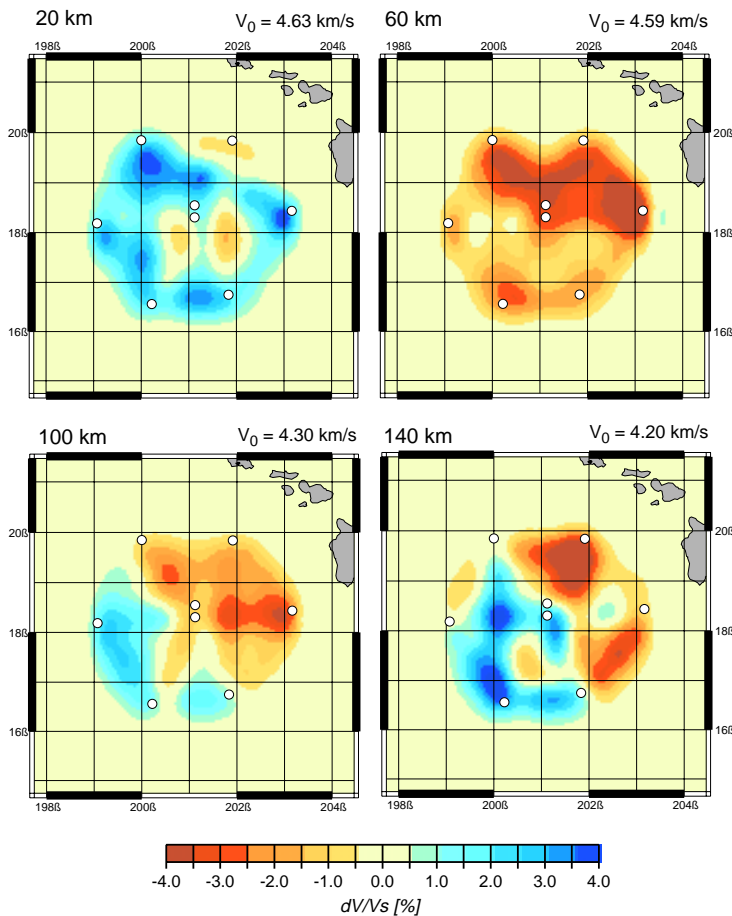 20 km V0 = 4.63 km/s
198ß 200ß 202ß 204ß
20ß
18ß
16ß
60 km V0 = 4.59 km/s
198ß 200ß 202ß 204ß
20ß
18ß
16ß
100 km V0 = 4.30 km/s
20ß
18ß
16ß
198ß 200ß 202ß 204ß
140 km V0 = 4.20 km/s
20ß
18ß
16ß
198ß 200ß 202ß 204ß
-4.0 -3.0 -2.0 -1.0 0.0 1.0 2.0 3.0 4.0
dV/Vs [%]